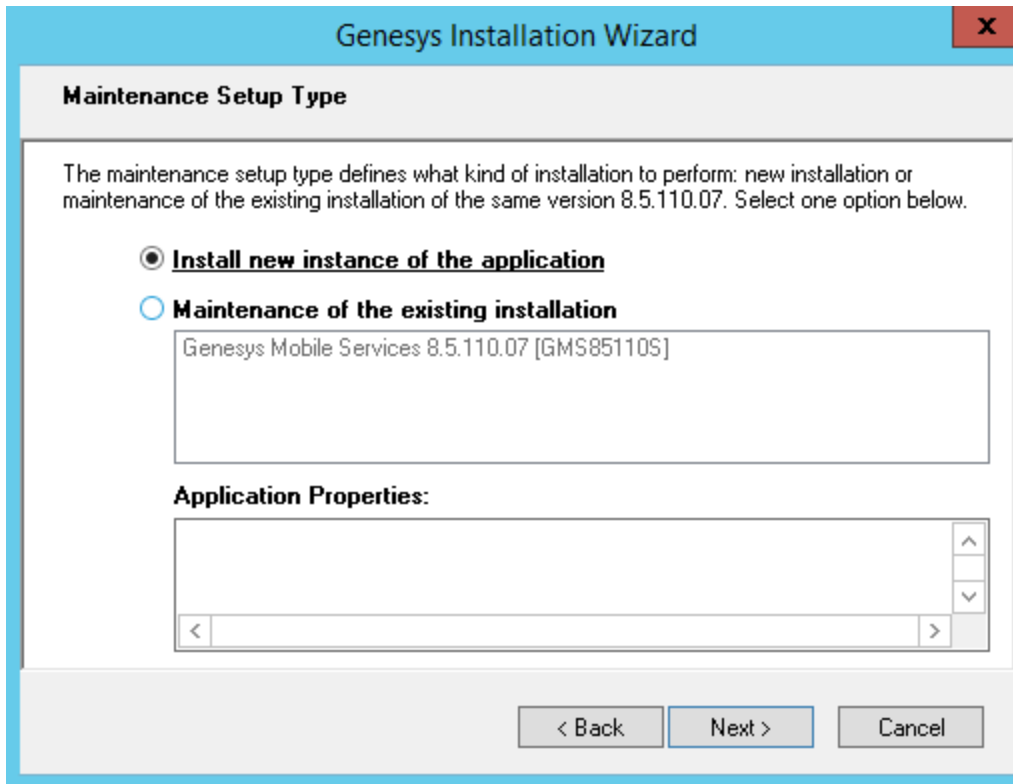 Genesys Installation Wizard
x
Maintenance Setup Type
The maintenance setup type defines what kind of installation to perform: new installation or
maintenance of the existing installation of the same version 8.5.110.07. Select one option below.
Install new instance of the application
Maintenance of the existing installation
Genesys Mobile Services 8.5.110.07 [GMS85110S]
Application Properties:
< Back Next > Cancel